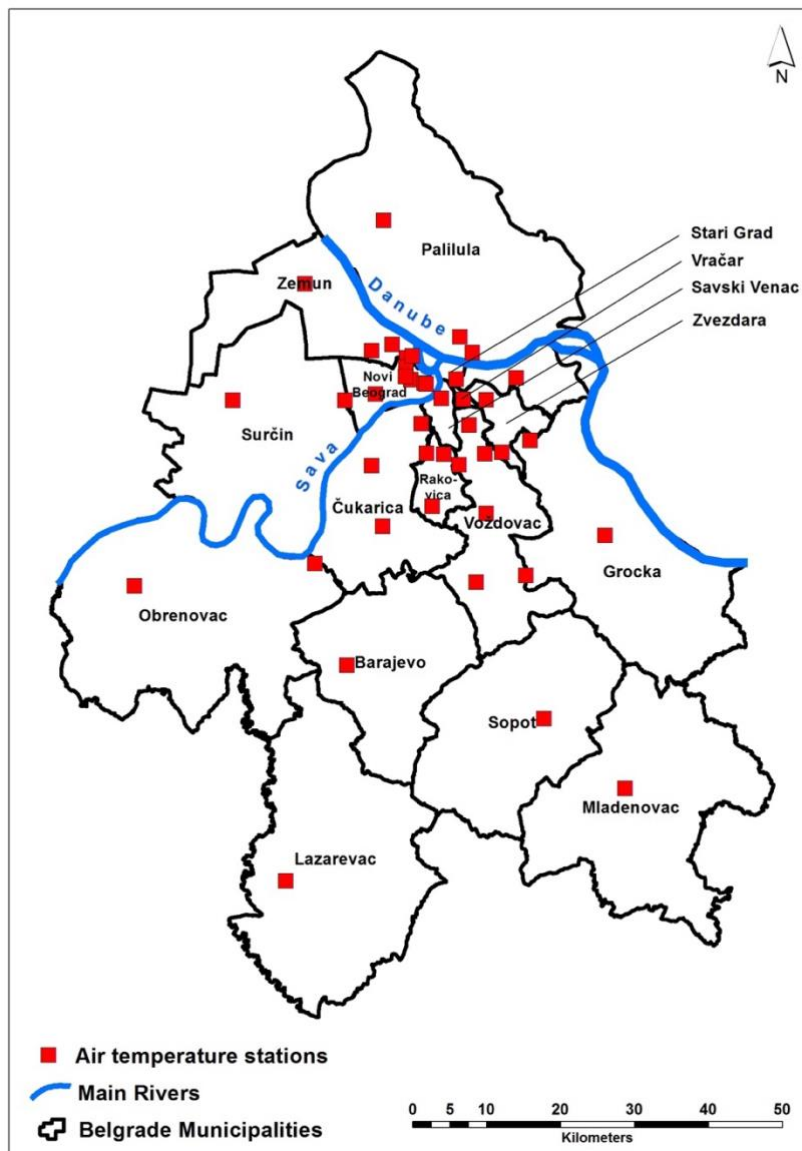 N
Palilula
Stari Grad
Vračar
Savski Venac
Zvezdara
Zemun
Danube
Novi
Beograd
Surčin
Sava
Rako-
vica
Čukarica
Voždovac
Grocka
Obrenovac
Barajevo
Sopot
Mladenovac
Lazarevac
Air temperature stations
Main Rivers
Belgrade Municipalities
0 5 10 20 30 40 50
Kilometers